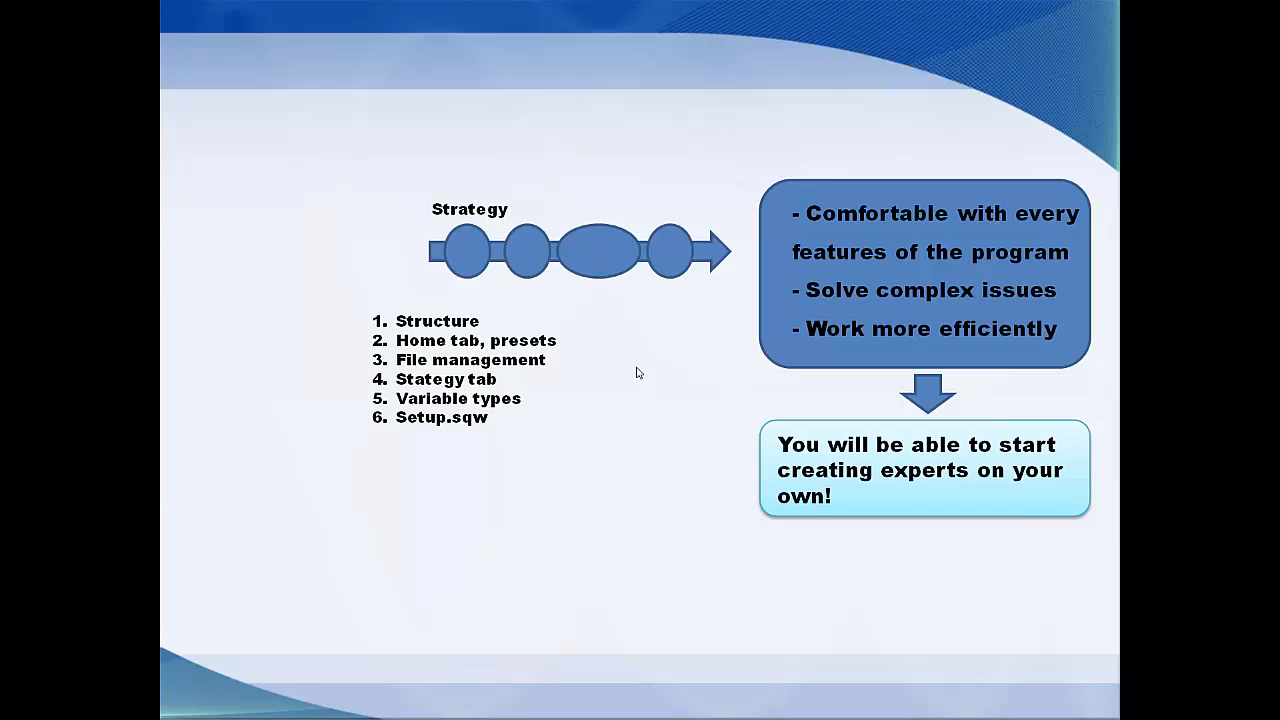 Strategy
1. Structure
2. Home tab, presets
3. File management
4. Stategy tab
5. Variable types
6. Setup.sqw
- Comfortable with every
features of the program
- Solve complex issues
- Work more efficiently
You will be able to start
creating experts on your
own!